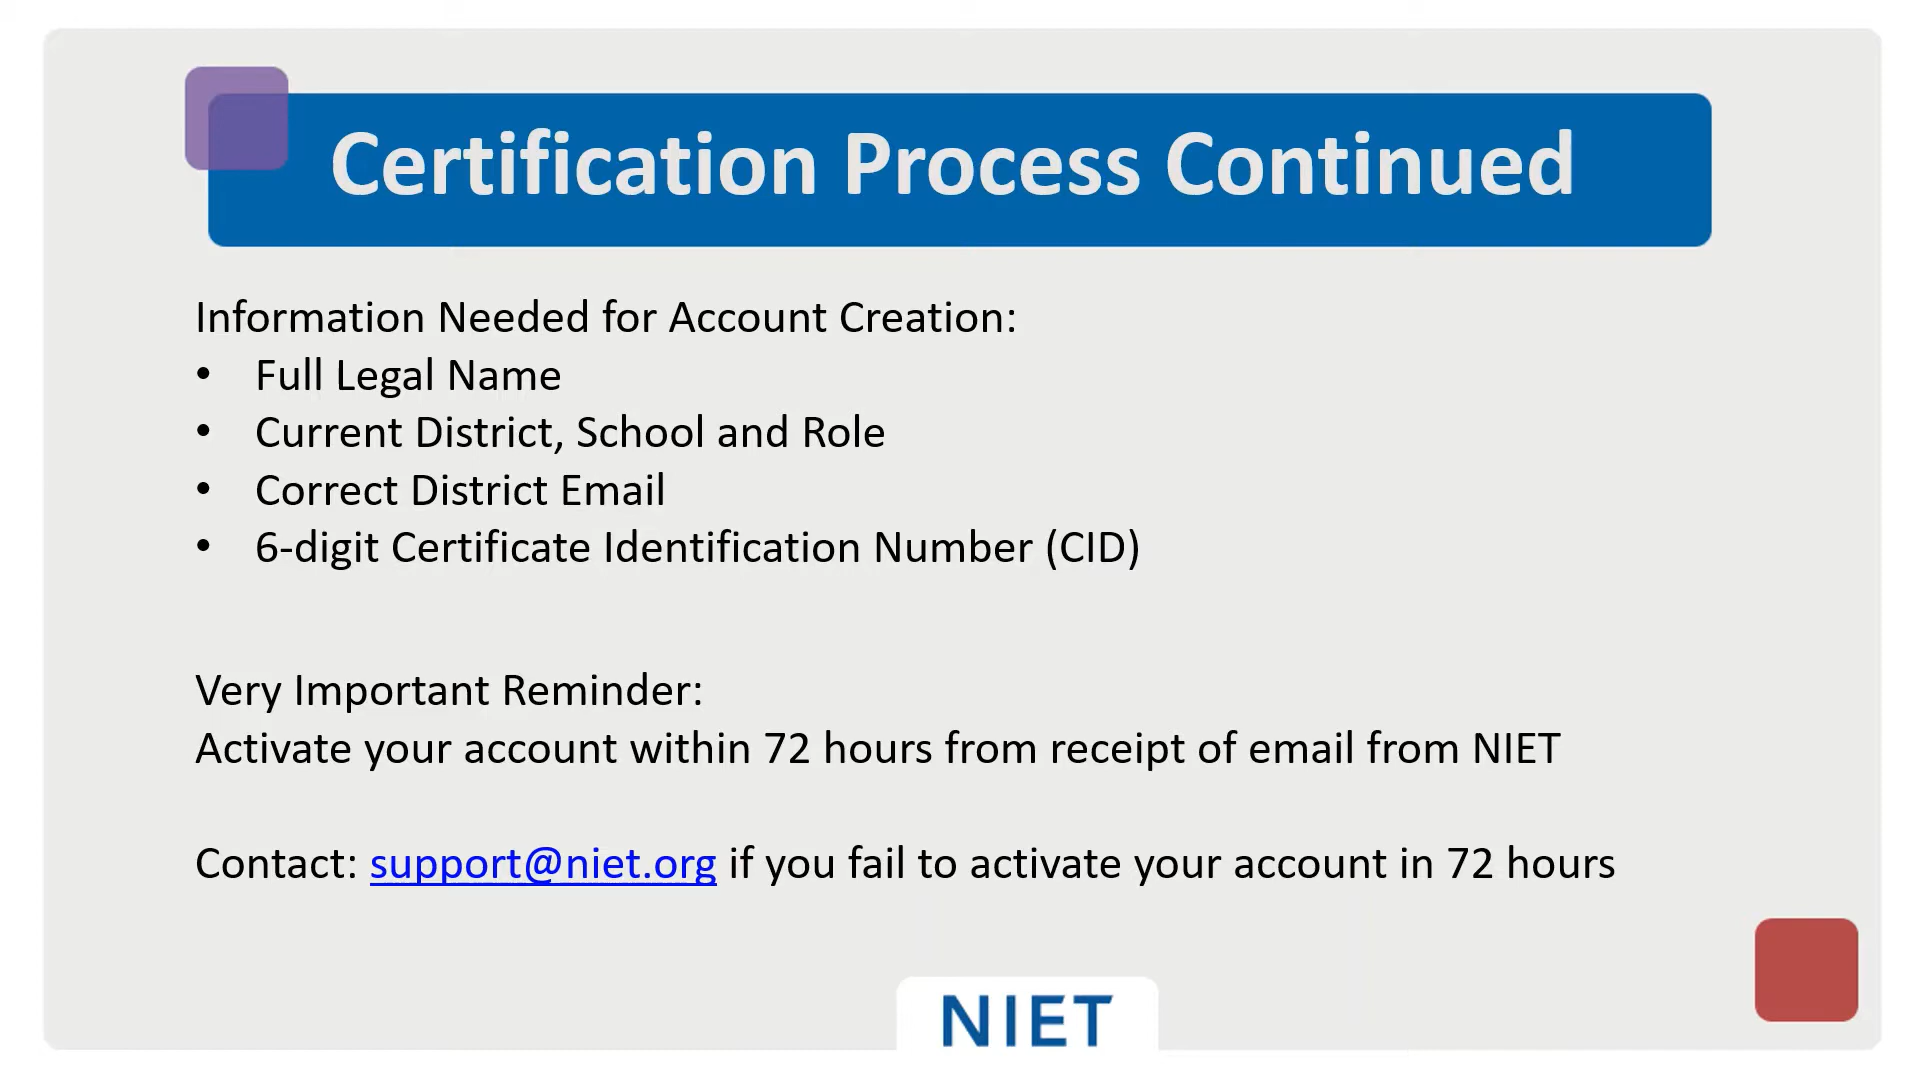 Certification Process Continued
Information Needed for Account Creation:
• Full Legal Name
• Current District, School and Role
• Correct District Email
• 6-digit Certificate Identification Number (CID)
Very Important Reminder:
Activate your account within 72 hours from receipt of email from NIET
Contact: support@niet.org if you fail to activate your account in 72 hours
NIET